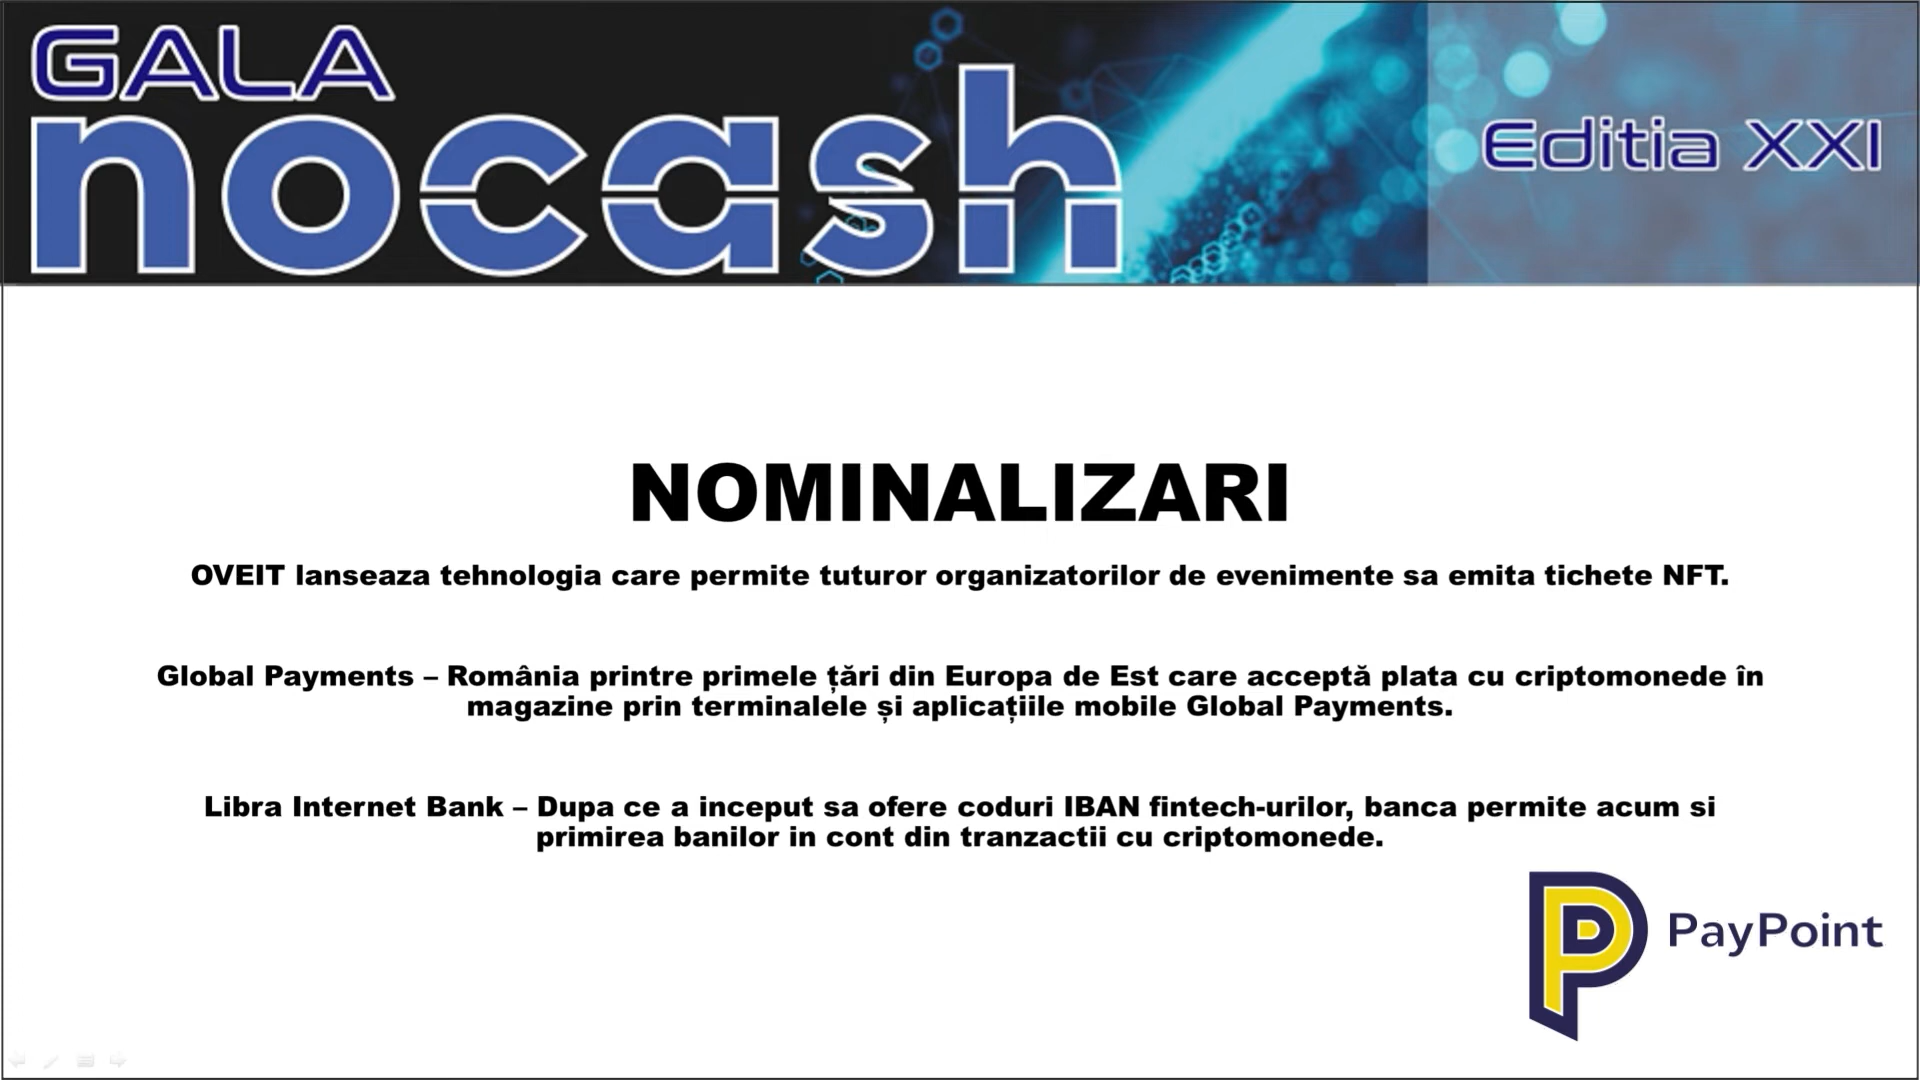 GALA
nocash
Editia XXI
NOMINALIZARI
OVEIT lanseaza tehnologia care permite tuturor organizatorilor de evenimente sa emita tichete NFT.
Global Payments – România printre primele țări din Europa de Est care acceptă plata cu criptomonede în
magazine prin terminalele și aplicațiile mobile Global Payments.
Libra Internet Bank – Dupa ce a inceput sa ofere coduri IBAN fintech-urilor, banca permite acum si
primirea banilor in cont din tranzactii cu criptomonede.
PayPoint